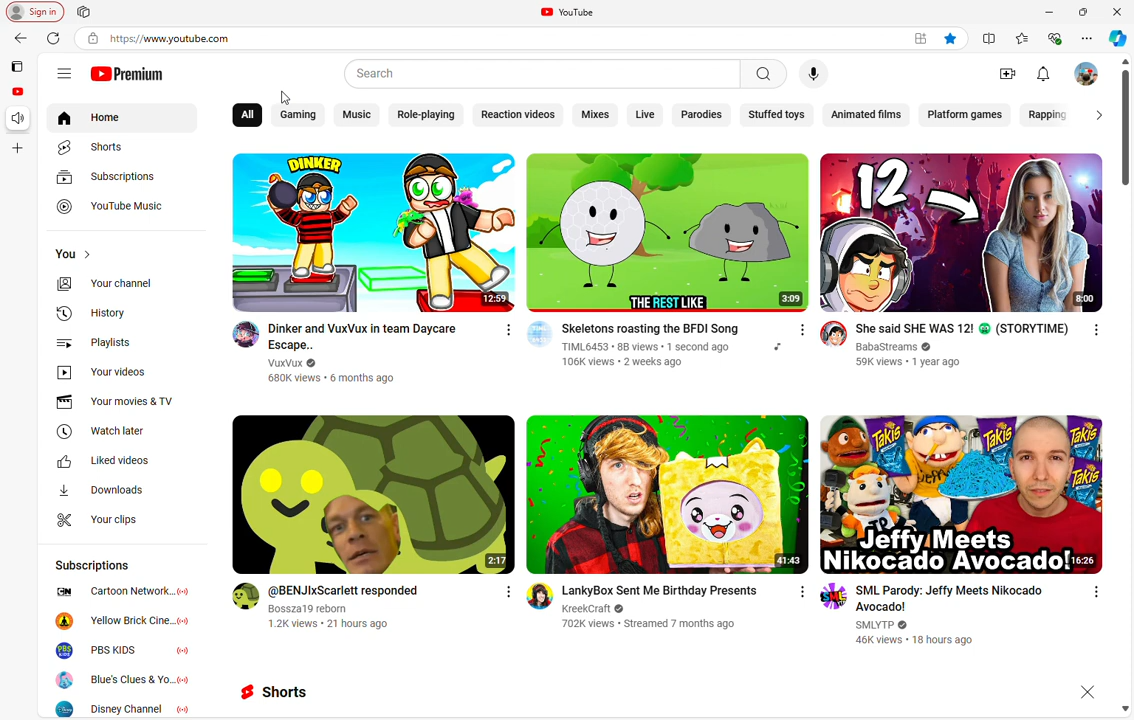 Sign in
YouTube
https://www.youtube.com
Premium
Search
Home
Shorts
Subscriptions
YouTube Music
You
Your channel
History
Playlists
Your videos
Your movies & TV
Watch later
Liked videos
Downloads
Your clips
Subscriptions
Cartoon Network...
Yellow Brick Cine...
PBS KIDS
Blue's Clues & Yo...
Disney Channel
All
Gaming
Music
Role-playing
Reaction videos
Mixes
Live
Parodies
Stuffed toys
Animated films
Platform games
Rapping
DINKER
12:59
Dinker and VuxVux in team Daycare
Escape..
VuxVux
680K views • 6 months ago
THE REST LIKE
3:09
Skeletons roasting the BFDI Song
TIML6453 • 8B views • 1 second ago
106K views • 2 weeks ago
12
8:00
She said SHE WAS 12! (STORYTIME)
BabaStreams
59K views • 1 year ago
2:17
@BENJIxScarlett responded
Bossza19 reborn
1.2K views • 21 hours ago
41:43
LankyBox Sent Me Birthday Presents
KreekCraft
702K views • Streamed 7 months ago
Takis
Takis
Takis
Takis
Jeffy Meets
Nikocado Avocado!
16:26
SML Parody: Jeffy Meets Nikocado
Avocado!
SMLYTP
46K views • 18 hours ago
Shorts